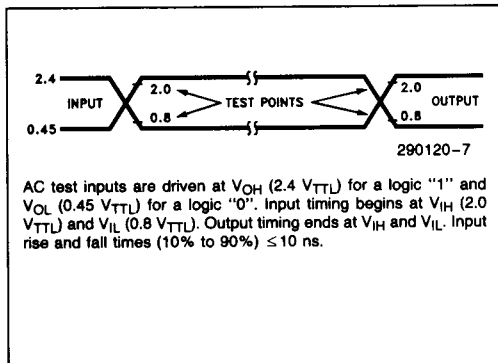 2.4
INPUT
0.45
2.0
0.8
TEST POINTS
2.0
0.8
OUTPUT
290120-7
AC test inputs are driven at VOH (2.4 VTTL) for a logic "1" and
VOL (0.45 VTTL) for a logic "0". Input timing begins at VIH (2.0
VTTL) and VIL (0.8 VTTL). Output timing ends at VIH and VIL. Input
rise and fall times (10% to 90%) ≤10 ns.